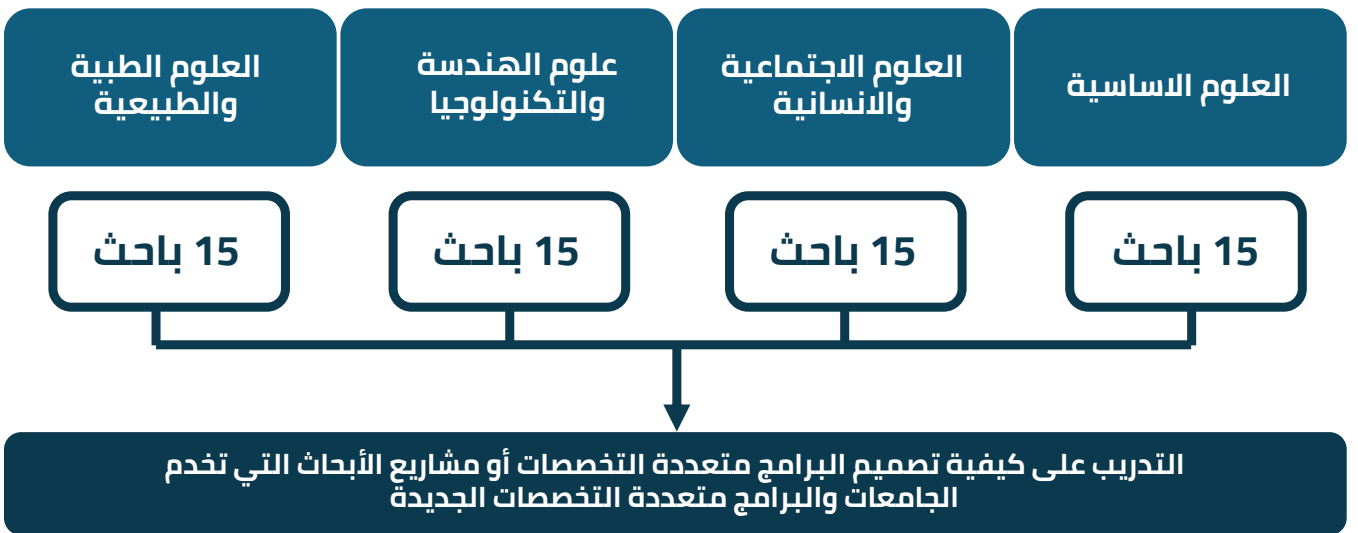 العلوم الاساسية
العلوم الاجتماعية
والانسانية
علوم الهندسة
والتكنولوجيا
العلوم الطبية
والطبيعية
15 باحث
15 باحث
15 باحث
15 باحث
التدريب على كيفية تصميم البرامج متعددة التخصصات أو مشاريع الأبحاث التي تخدم
الجامعات والبرامج متعددة التخصصات الجديدة